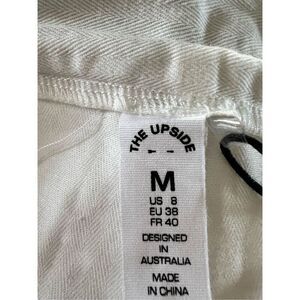 THE UPSIDE
M
US 8
EU 38
FR 40
DESIGNED
IN
AUSTRALIA
MADE
IN CHINA